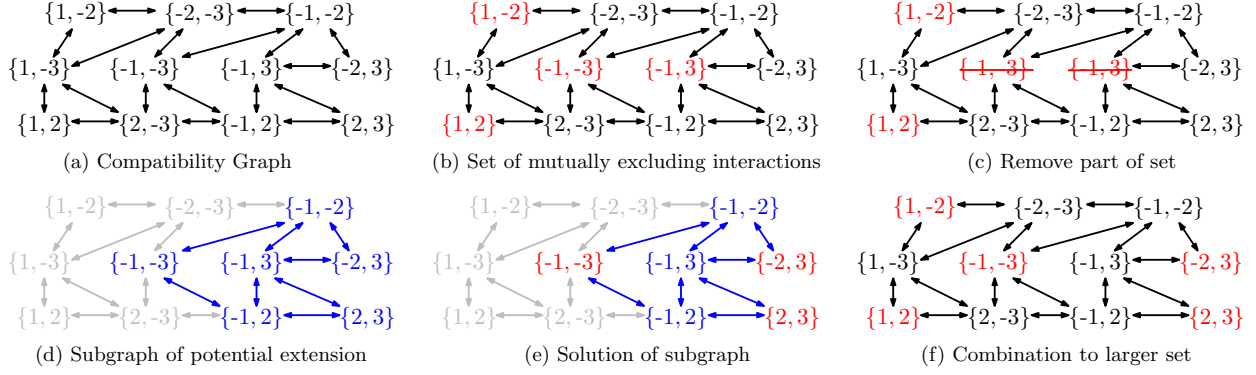 {1, -2} {-2, -3} {-1, -2}
{1, -3} {-1, -3} {-1, 3} {-2, 3}
{1, 2} {2, -3} {-1, 2} {2, 3}
(a) Compatibility Graph
{1, -2} {-2, -3} {-1, -2}
{1, -3} {-1, -3} {-1, 3} {-2, 3}
{1, 2} {2, -3} {-1, 2} {2, 3}
(b) Set of mutually excluding interactions
{1, -2} {-2, -3} {-1, -2}
{1, -3} {-1, -3} {-1, 3} {-2, 3}
{1, 2} {2, -3} {-1, 2} {2, 3}
(c) Remove part of set
{1, -2} {-2, -3} {-1, -2}
{1, -3} {-1, -3} {-1, 3} {-2, 3}
{1, 2} {2, -3} {-1, 2} {2, 3}
(d) Subgraph of potential extension
{1, -2} {-2, -3} {-1, -2}
{1, -3} {-1, -3} {-1, 3} {-2, 3}
{1, 2} {2, -3} {-1, 2} {2, 3}
(e) Solution of subgraph
{1, -2} {-2, -3} {-1, -2}
{1, -3} {-1, -3} {-1, 3} {-2, 3}
{1, 2} {2, -3} {-1, 2} {2, 3}
(f) Combination to larger set